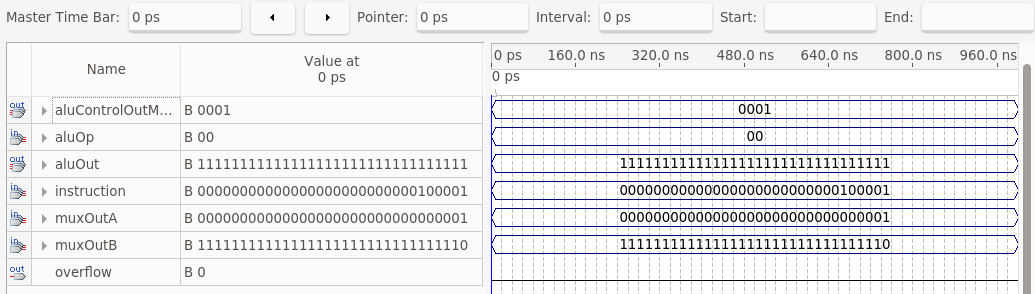 Master Time Bar: 0 ps Pointer: 0 ps Interval: 0 ps Start: End:
Name Value at 0 ps 160.0 ns 320.0 ns 480.0 ns 640.0 ns 800.0 ns 960.0 ns
0 ps 0 ps
out aluControlOutM... B 0001 0001
in aluOp B 00 00
out aluOut B 11111111111111111111111111111111 11111111111111111111111111111111
in instruction B 00000000000000000000000000100001 00000000000000000000000000100001
in muxOutA B 00000000000000000000000000000001 00000000000000000000000000000001
in muxOutB B 11111111111111111111111111111110 11111111111111111111111111111110
out overflow B 0